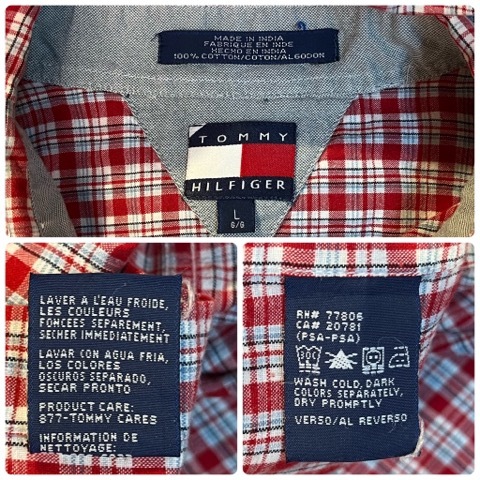 MADE IN INDIA
FABRIQUE EN INDE
HECHO EN INDIA
100% COTTON/COTON/ALGODON
TOMMY
HILFIGER
L
G/G
LAVER A L'EAU FROIDE,
LES COULEURS
FONCEES SEPAREMENT,
SECHER IMMEDIATEMENT
LAVAR CON AGUA FRIA,
LOS COLORES
OSCUROS SEPARADO,
SECAR PRONTO
PRODUCT CARE:
877-TOMMY CARES
INFORMATION DE
NETTOYAGE:
RN# 77806
CA# 20781
(PSA-PSA)
WASH COLD, DARK
COLORS SEPARATELY,
DRY PROMPTLY
VERSO/AL REVERSO